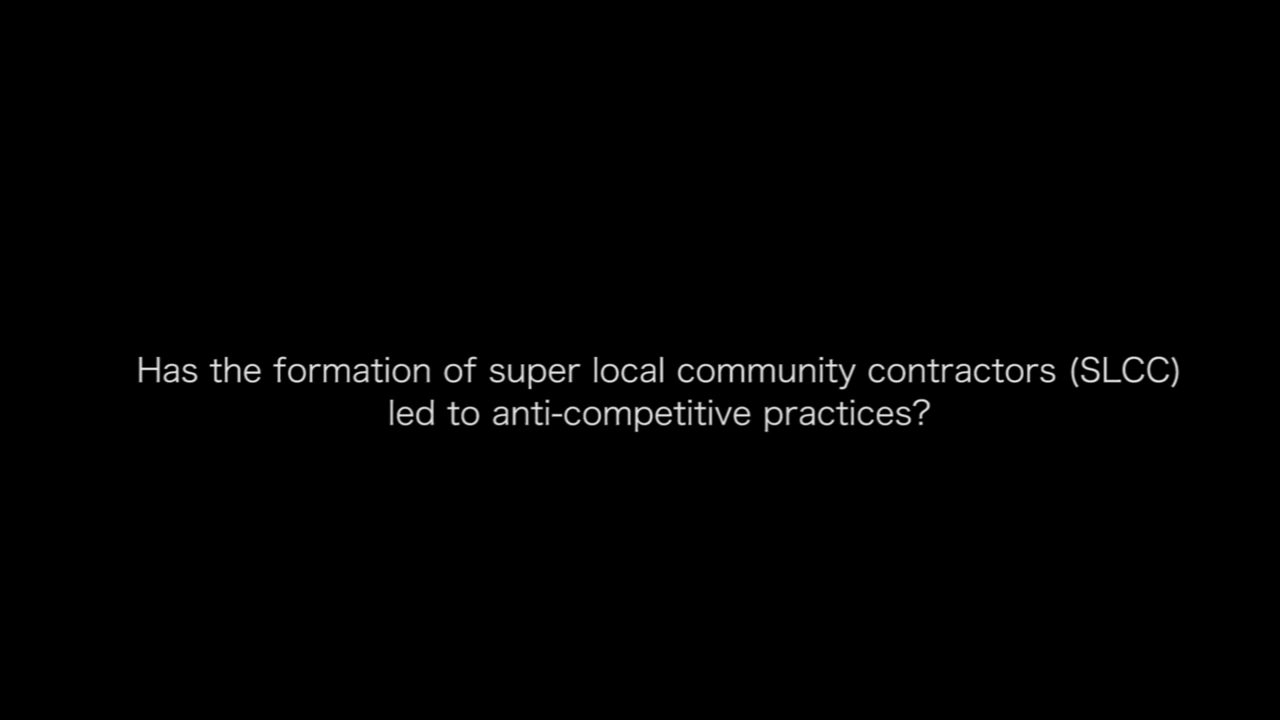 Has the formation of super local community contractors (SLCC)
led to anti-competitive practices?